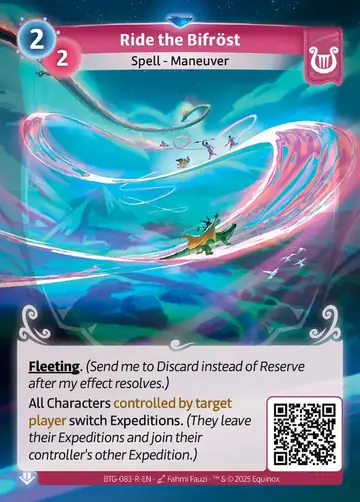 2
2
Ride the Bifröst
Spell - Maneuver
Fleeting. (Send me to Discard instead of Reserve
after my effect resolves.)
All Characters controlled by target
player switch Expeditions. (They leave
their Expeditions and join their
controller's other Expedition.)
BTG-083-R-EN - Fahmi Fauzi - ™ & © 2025 Equinox